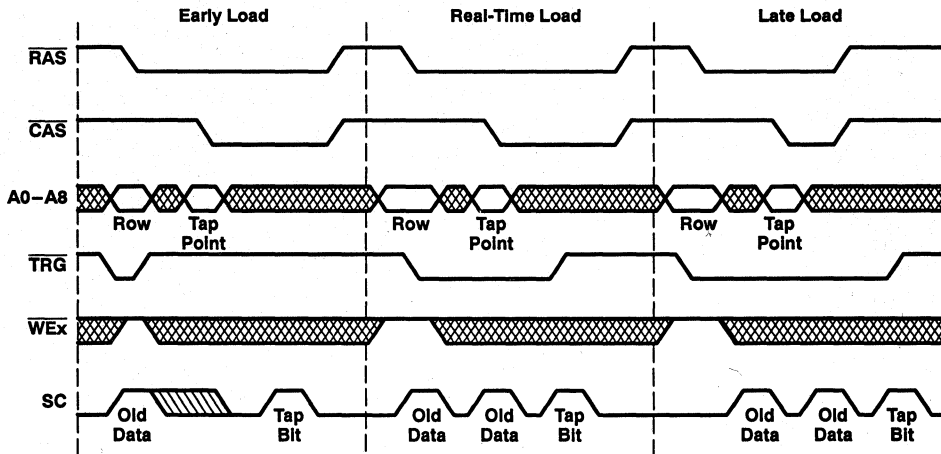 Early Load Real-Time Load Late Load
RAS
CAS
A0–A8
Row Tap Point Row Tap Point Row Tap Point
TRG
WEx
SC
Old Data Tap Bit Old Data Old Data Tap Bit Old Data Old Data Tap Bit